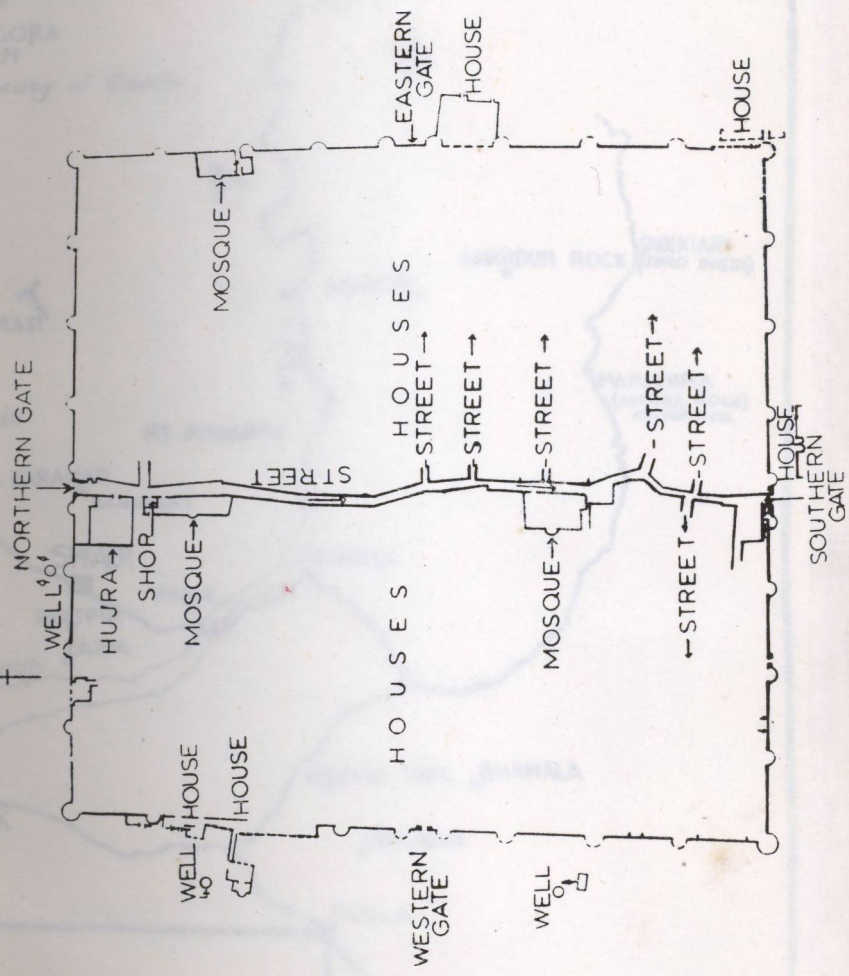 NORTHERN GATE
WELL
HUJRA
SHOP
WELL
HOUSE
MOSQUE
MOSQUE
HOUSE
STREET
HOUSES
HOUSES
WESTERN
GATE
EASTERN
GATE
STREET
HOUSE
STREET
WELL
MOSQUE
STREET
STREET
STREET
STREET
HOUSE
HOUSE
SOUTHERN
GATE